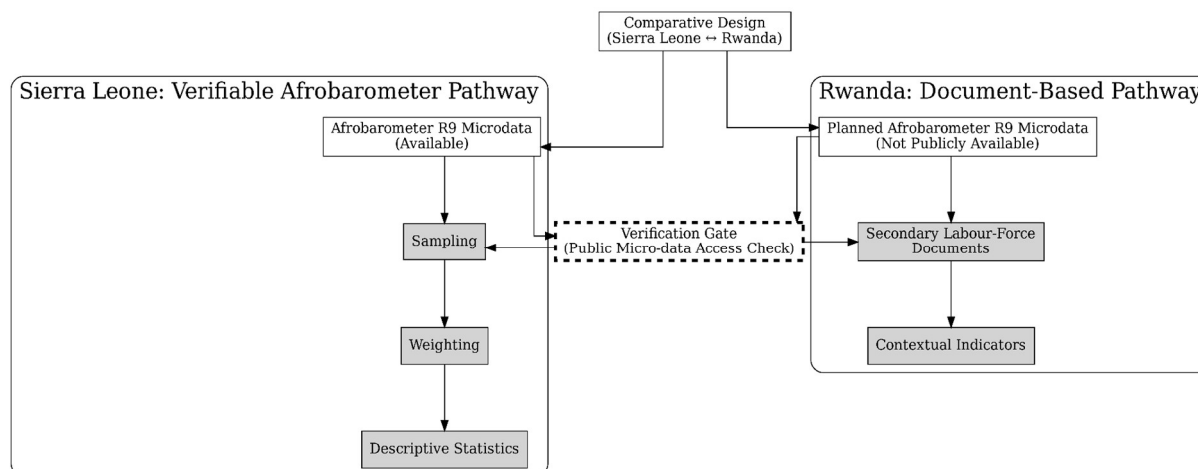 Comparative Design
(Sierra Leone ↔ Rwanda)
Sierra Leone: Verifiable Afrobarometer Pathway
Rwanda: Document-Based Pathway
Afrobarometer R9 Microdata
(Available)
Planned Afrobarometer R9 Microdata
(Not Publicly Available)
Sampling
Verification Gate
(Public Micro-data Access Check)
Secondary Labour-Force
Documents
Weighting
Contextual Indicators
Descriptive Statistics